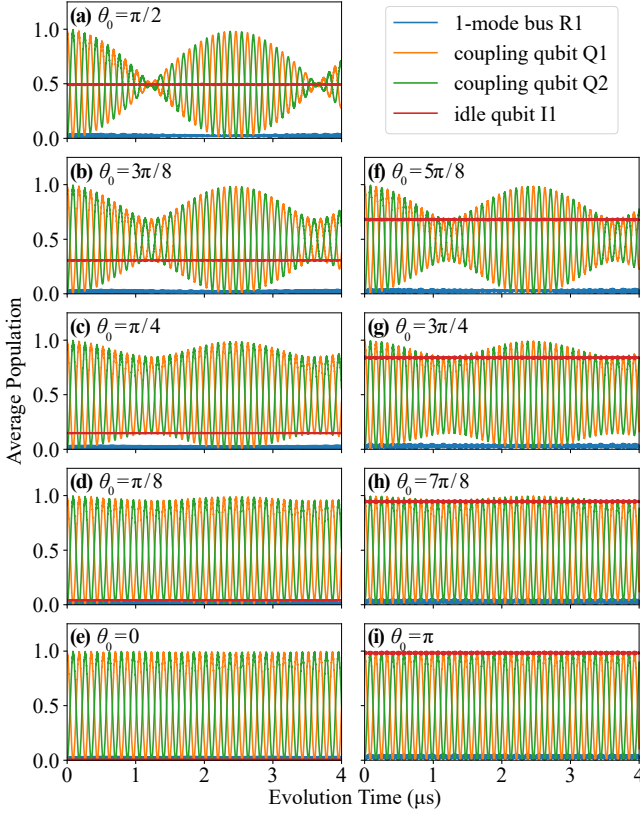 (a) θ₀=π/2
1.0
0.5
0.0
1-mode bus R1
coupling qubit Q1
coupling qubit Q2
idle qubit I1
(b) θ₀=3π/8
1.0
0.5
0.0
(f) θ₀=5π/8
(c) θ₀=π/4
1.0
0.5
0.0
(g) θ₀=3π/4
(d) θ₀=π/8
1.0
0.5
0.0
(h) θ₀=7π/8
(e) θ₀=0
1.0
0.5
0.0
(i) θ₀=π
0 1 2 3 4
0 1 2 3 4
Average Population
Evolution Time (μs)